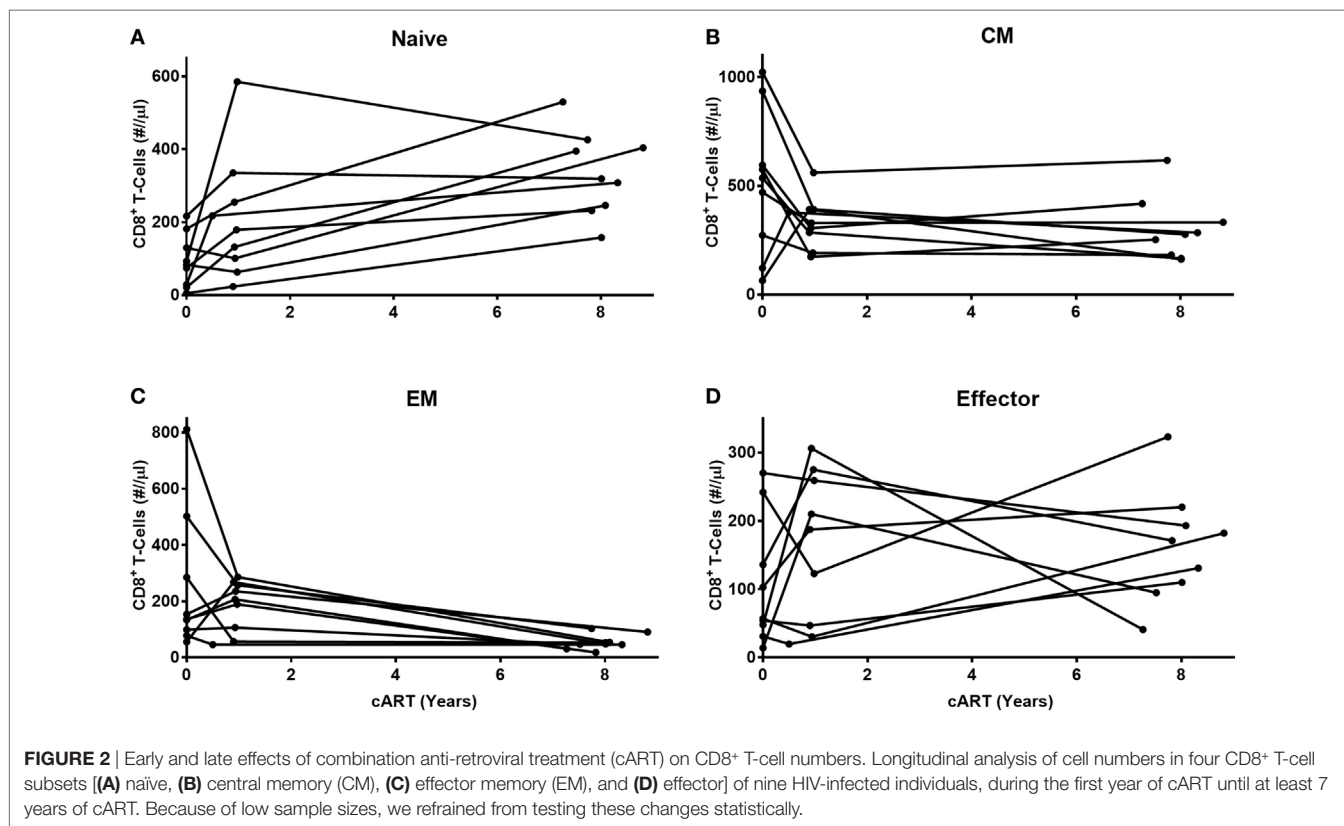 A
Naive
CD8+ T-Cells (#//µl)
600
400
200
0
0 2 4 6 8
B
CM
CD8+ T-Cells (#//µl)
1000
500
0
0 2 4 6 8
C
EM
CD8+ T-Cells (#//µl)
800
600
400
200
0
0 2 4 6 8
cART (Years)
D
Effector
CD8+ T-Cells (#//µl)
300
200
100
0
0 2 4 6 8
cART (Years)
FIGURE 2 | Early and late effects of combination anti-retroviral treatment (cART) on CD8+ T-cell numbers. Longitudinal analysis of cell numbers in four CD8+ T-cell
subsets [(A) naïve, (B) central memory (CM), (C) effector memory (EM), and (D) effector] of nine HIV-infected individuals, during the first year of cART until at least 7
years of cART. Because of low sample sizes, we refrained from testing these changes statistically.